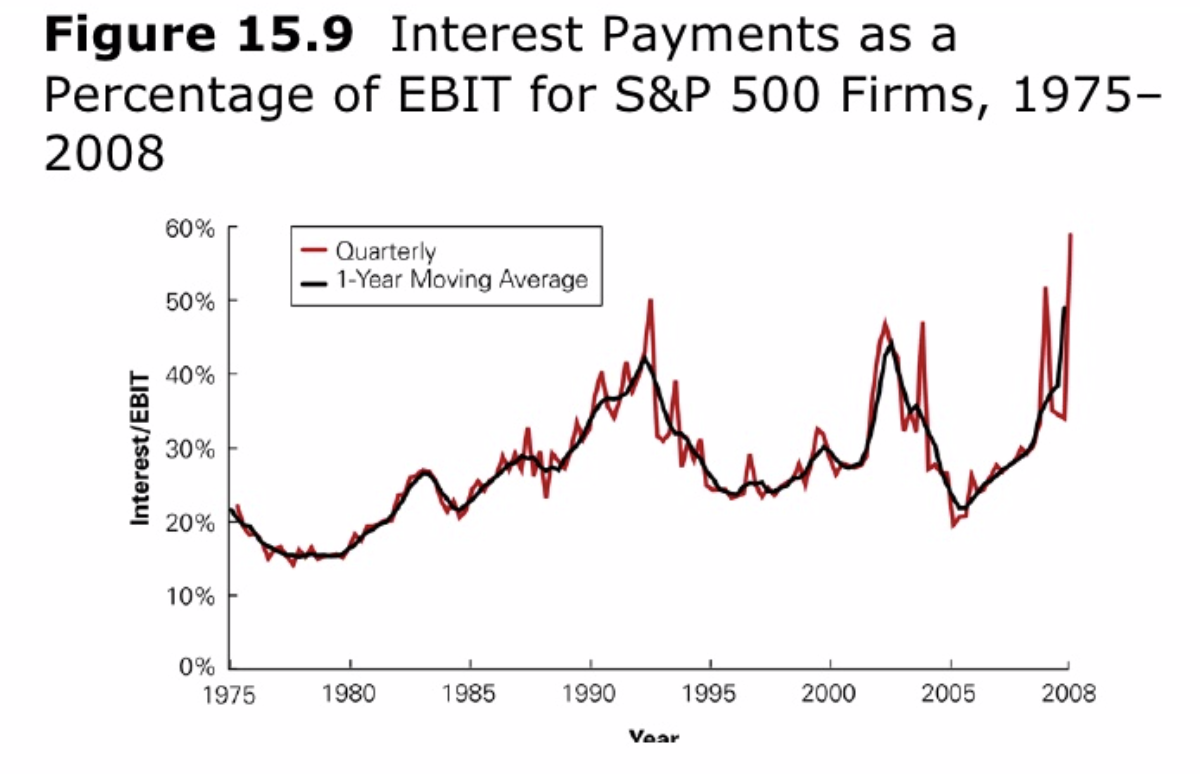 Figure 15.9 Interest Payments as a
Percentage of EBIT for S&P 500 Firms, 1975–
2008
60%
Quarterly
1-Year Moving Average
50%
40%
30%
20%
10%
0%
Interest/EBIT
1975 1980 1985 1990 1995 2000 2005 2008
Year